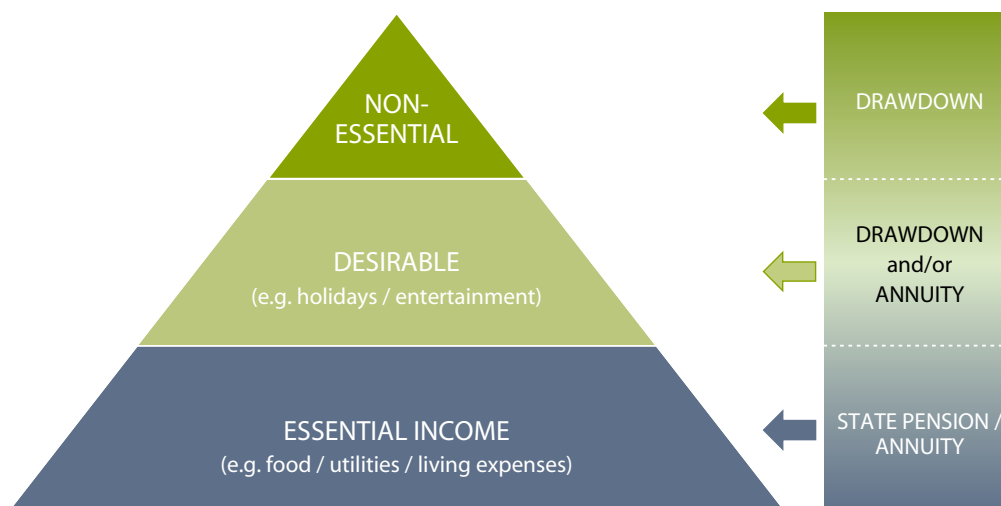 NON-
ESSENTIAL
DRAWDOWN
DESIRABLE
(e.g. holidays / entertainment)
DRAWDOWN
and/or
ANNUITY
ESSENTIAL INCOME
(e.g. food / utilities / living expenses)
STATE PENSION /
ANNUITY